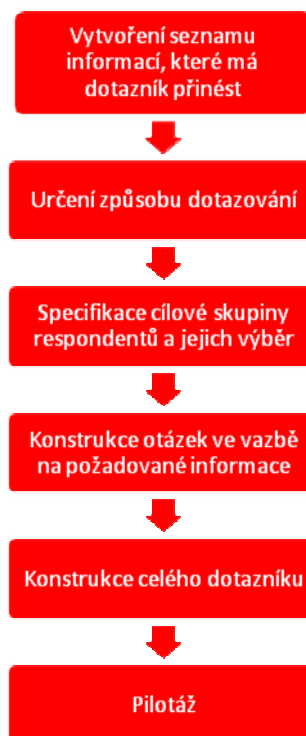 Vytvoření seznamu
informací, které má
dotazník přinést
Určení způsobu dotazování
Specifikace cílové skupiny
respondentů a jejich výběr
Konstrukce otázek ve vazbě
na požadované informace
Konstrukce celého dotazníku
Pilotáž